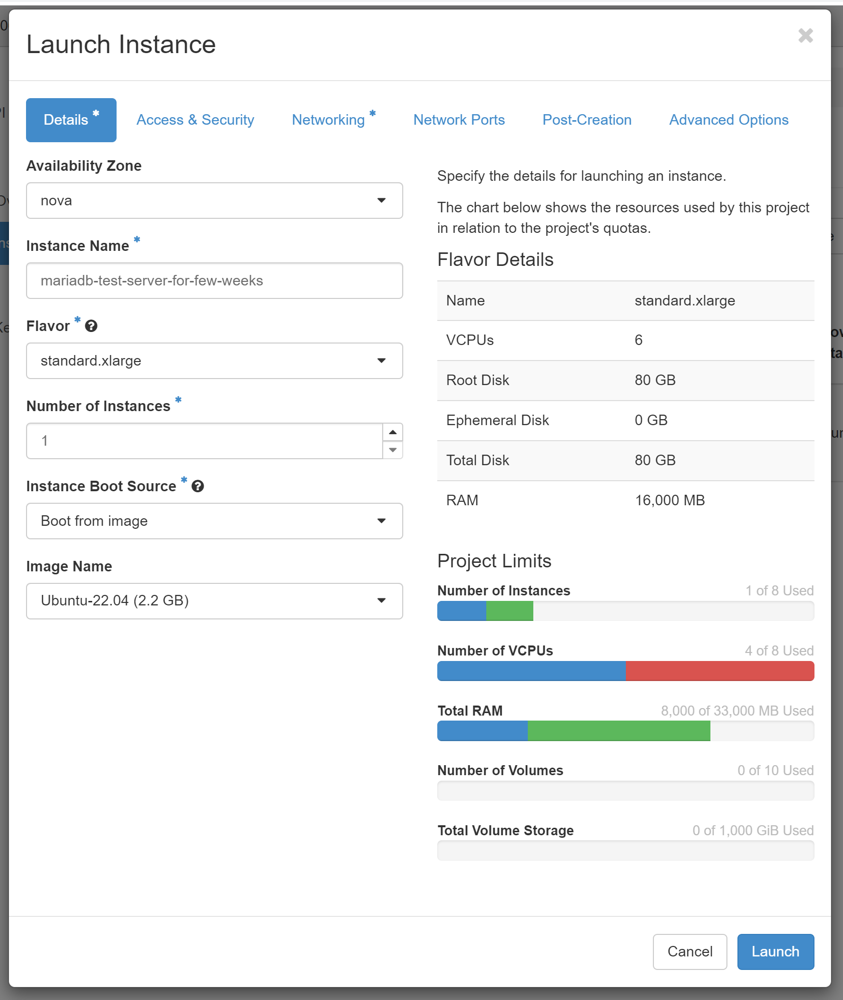 Launch Instance
Details *
Access & Security
Networking *
Network Ports
Post-Creation
Advanced Options
Availability Zone
nova
Instance Name *
mariadb-test-server-for-few-weeks
Flavor *
standard.xlarge
Number of Instances *
1
Instance Boot Source *
Boot from image
Image Name
Ubuntu-22.04 (2.2 GB)
Specify the details for launching an instance.
The chart below shows the resources used by this project
in relation to the project's quotas.
Flavor Details
Name standard.xlarge
VCPUs 6
Root Disk 80 GB
Ephemeral Disk 0 GB
Total Disk 80 GB
RAM 16,000 MB
Project Limits
Number of Instances 1 of 8 Used
Number of VCPUs 4 of 8 Used
Total RAM 8,000 of 33,000 MB Used
Number of Volumes 0 of 10 Used
Total Volume Storage 0 of 1,000 GiB Used
Cancel
Launch